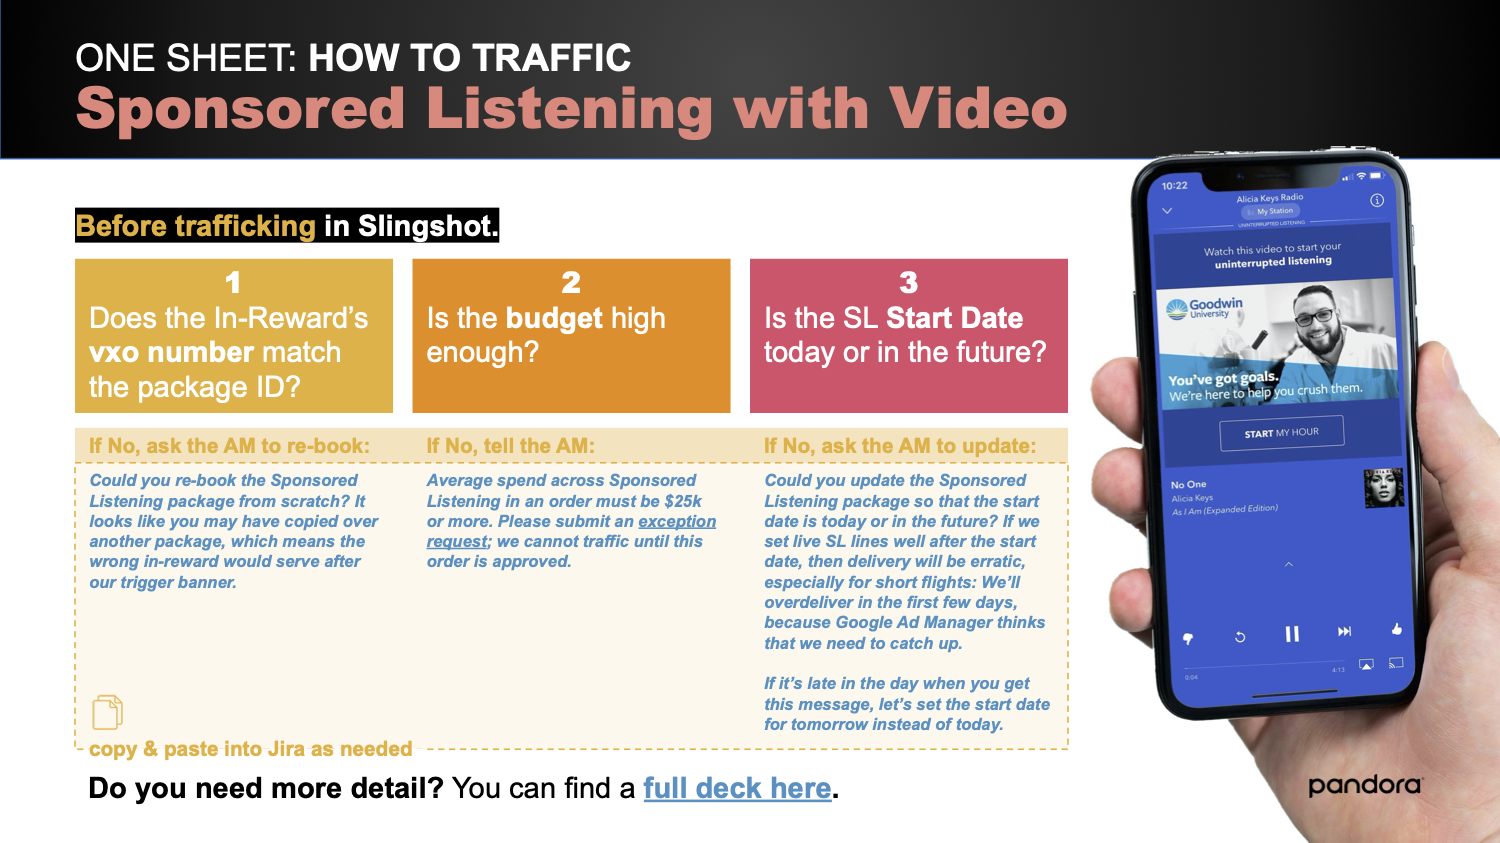 ONE SHEET: HOW TO TRAFFIC
Sponsored Listening with Video
Before trafficking in Slingshot.
1
Does the In-Reward's
vxo number match
the package ID?
2
Is the budget high
enough?
3
Is the SL Start Date
today or in the future?
If No, ask the AM to re-book:
Could you re-book the Sponsored
Listening package from scratch? It
looks like you may have copied over
another package, which means the
wrong in-reward would serve after
our trigger banner.
If No, tell the AM:
Average spend across Sponsored
Listening in an order must be $25k
or more. Please submit an exception
request; we cannot traffic until this
order is approved.
If No, ask the AM to update:
Could you update the Sponsored
Listening package so that the start
date is today or in the future? If we
set live SL lines well after the start
date, then delivery will be erratic,
especially for short flights: We'll
overdeliver in the first few days,
because Google Ad Manager thinks
that we need to catch up.
If it's late in the day when you get
this message, let's set the start date
for tomorrow instead of today.
copy & paste into Jira as needed
Do you need more detail? You can find a full deck here.
10:22
Alicia Keys Radio
My Station
UNINTERRUPTED LISTENING
Watch this video to start your
uninterrupted listening
Goodwin
University
You've got goals.
We're here to help you crush them.
START MY HOUR
No One
Alicia Keys
As I Am (Expanded Edition)
0:04
4:13
pandora